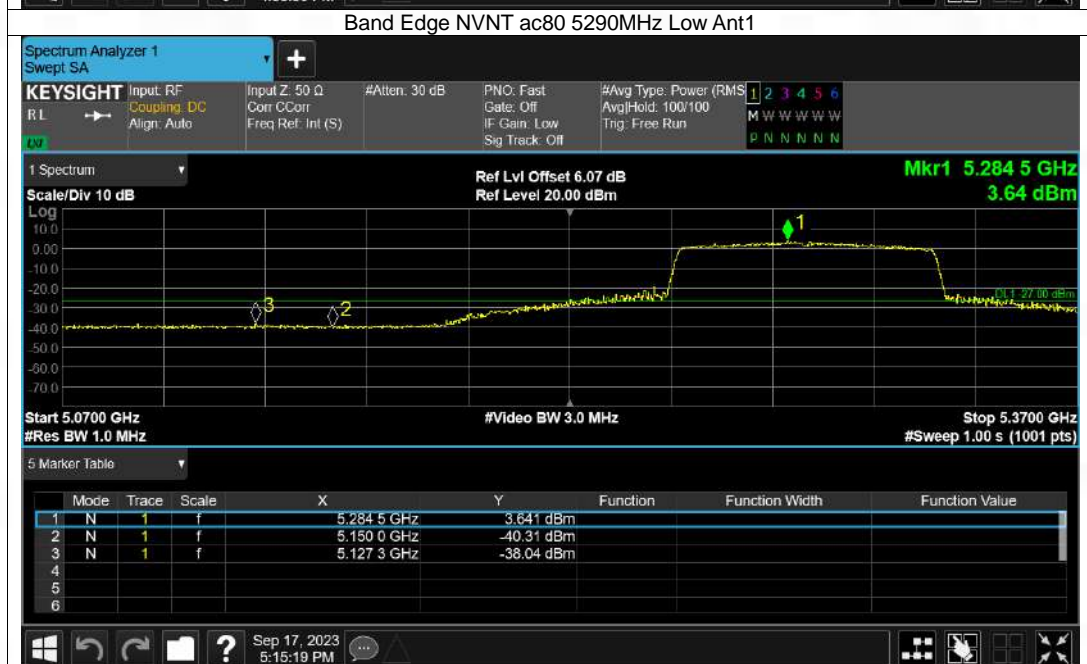 Band Edge NVNT ac80 5290MHz Low Ant1
Spectrum Analyzer 1
Swept SA
+
KEYSIGHT Input: RF Input Z: 50 Ω #Atten: 30 dB PNO: Fast #Avg Type: Power (RMS 1 2 3 4 5 6
RL Coupling: DC Corr CCorr Gate: Off Avg|Hold: 100/100 M W W W W W
Align: Auto Freq Ref: Int (S) IF Gain: Low Trig: Free Run
Sig Track: Off P N N N N N
1 Spectrum Ref Lvl Offset 6.07 dB Mkr1 5.284 5 GHz
Scale/Div 10 dB Ref Level 20.00 dBm 3.64 dBm
Log
10.0
0.00
-10.0
-20.0
-30.0
-40.0
-50.0
-60.0
-70.0
1
3
2
DL1 -27.00 dBm
Start 5.0700 GHz #Video BW 3.0 MHz Stop 5.3700 GHz
#Res BW 1.0 MHz #Sweep 1.00 s (1001 pts)
5 Marker Table
Mode Trace Scale X Y Function Function Width Function Value
1 N 1 f 5.284 5 GHz 3.641 dBm
2 N 1 f 5.150 0 GHz -40.31 dBm
3 N 1 f 5.127 3 GHz -38.04 dBm
4
5
6
? Sep 17, 2023
5:15:19 PM